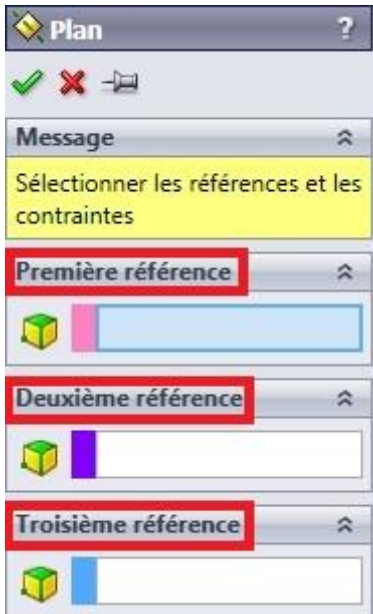 Plan ?
Message
Sélectionner les références et les
contraintes
Première référence
Deuxième référence
Troisième référence